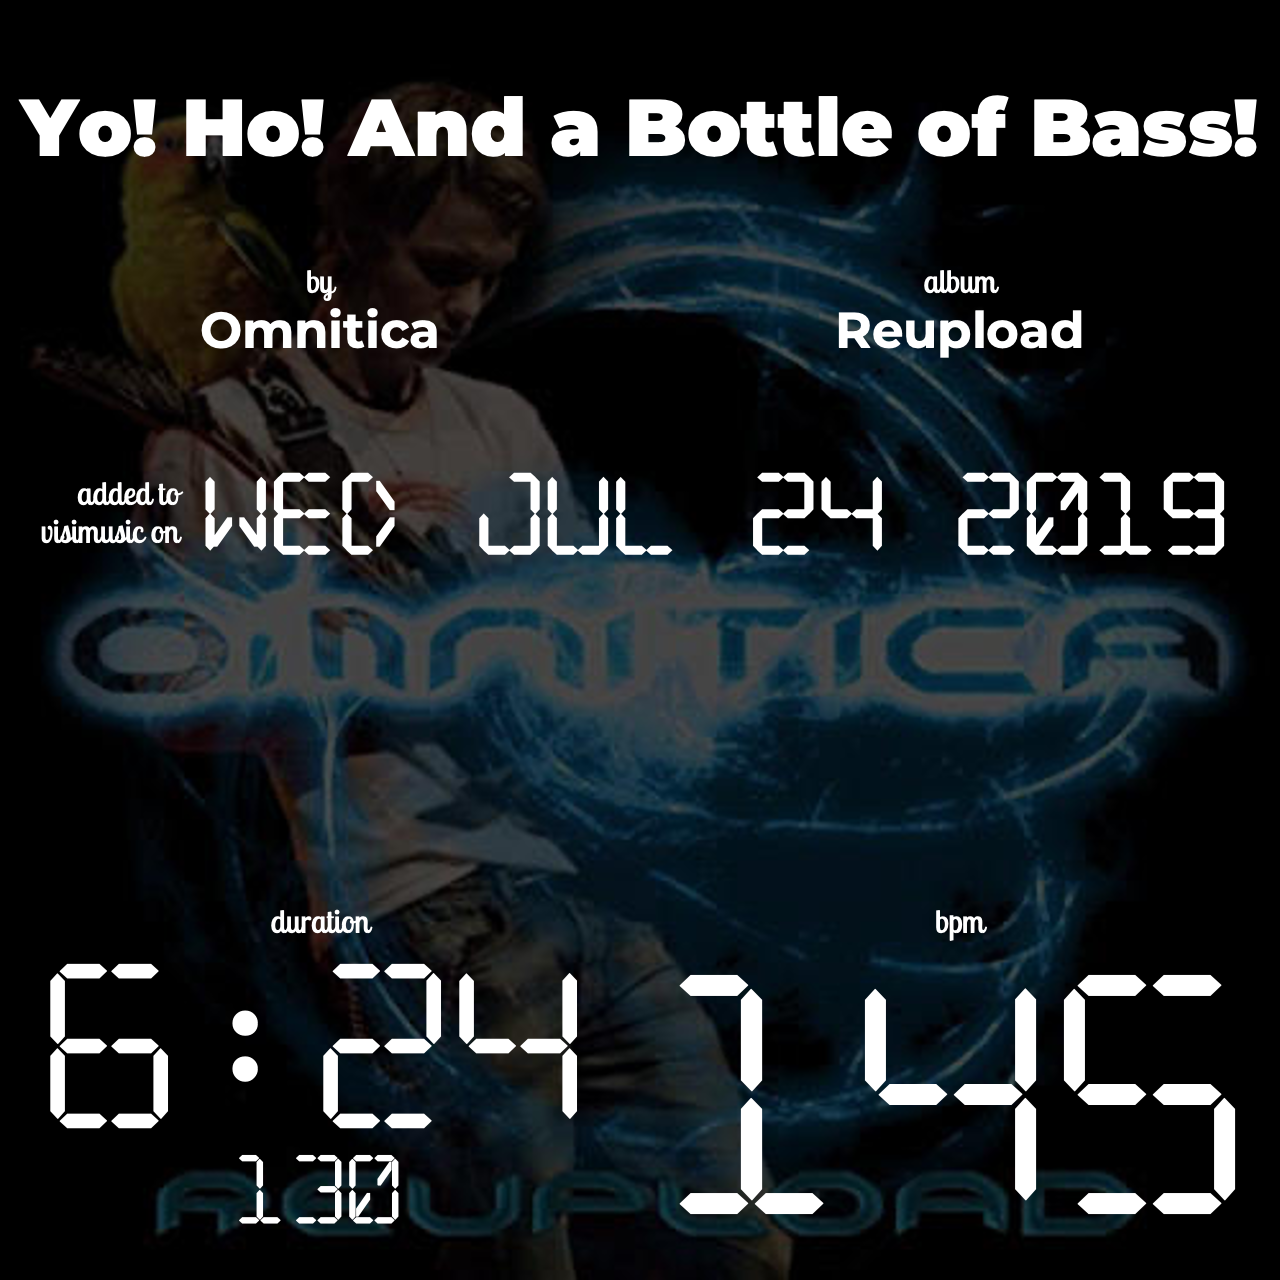 Yo! Ho! And a Bottle of Bass!
by
Omnitica
album
Reupload
added to
visimusic on
WED JUL 24 2019
OMNITICA
duration
6:24
130
bpm
145
REUPLOAD